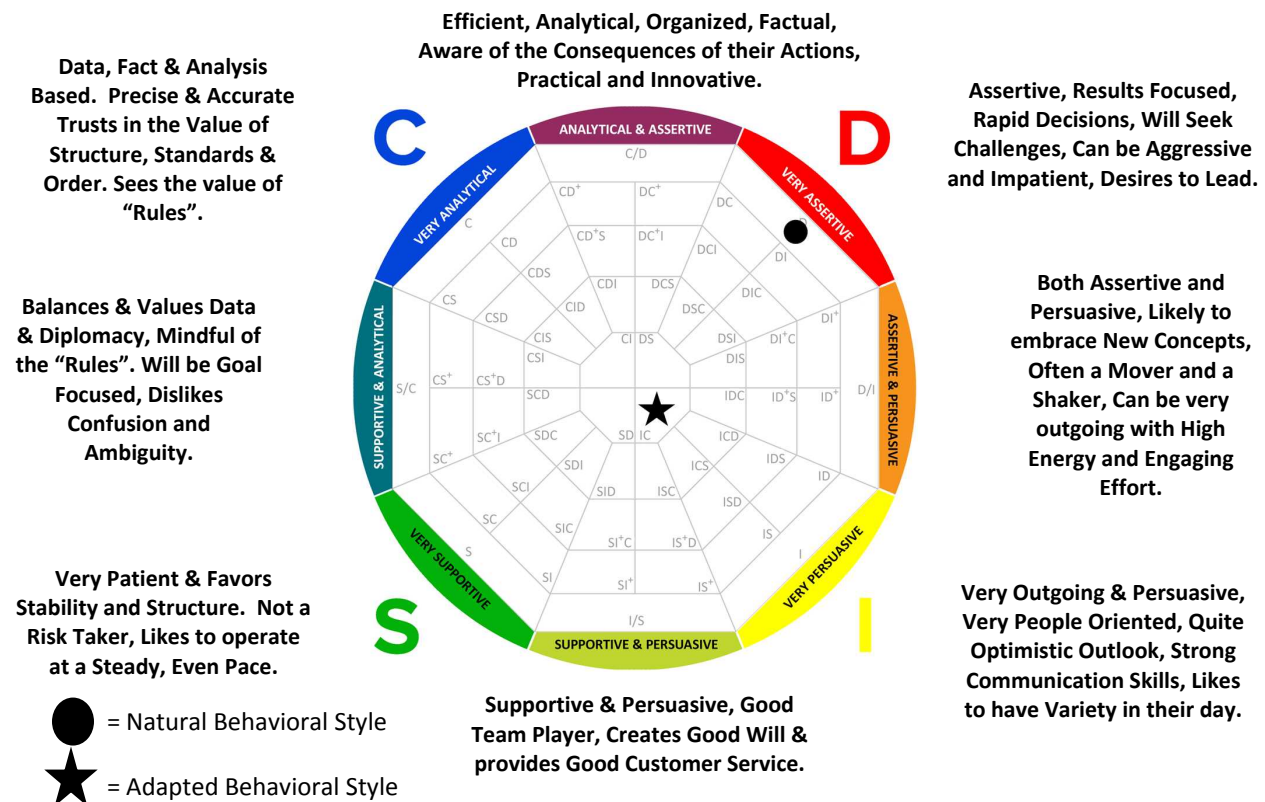 Efficient, Analytical, Organized, Factual,
Aware of the Consequences of their Actions,
Practical and Innovative.
Data, Fact & Analysis
Based.  Precise & Accurate
Trusts in the Value of
Structure, Standards &
Order. Sees the value of
“Rules”.
Assertive, Results Focused,
Rapid Decisions, Will Seek
Challenges, Can be Aggressive
and Impatient, Desires to Lead.
C
D
ANALYTICAL & ASSERTIVE
VERY ANALYTICAL
VERY ASSERTIVE
C/D
CD+
DC+
C
DC
CD
CD+S
DC+I
DCI
DI
CDS
CDI
DCS
DIC
CS
CID
DSC
DI+
CSD
CIS
CI
DS
DSI
DI+C
CSI
DIS
Balances & Values Data
& Diplomacy, Mindful of
the “Rules”. Will be Goal
Focused, Dislikes
Confusion and
Ambiguity.
Both Assertive and
Persuasive, Likely to
embrace New Concepts,
Often a Mover and a
Shaker, Can be very
outgoing with High
Energy and Engaging
Effort.
SUPPORTIVE & ANALYTICAL
ASSERTIVE & PERSUASIVE
S/C
CS+
CS+D
SCD
IDC
ID+S
ID+
D/I
SC+
SC+I
SDC
SD
IC
ICD
IDS
ID
SCI
SDI
ICS
SC
SID
ISC
ISD
S
SIC
SI+C
IS+D
IS
I
SI
SI+
IS+
I/S
VERY SUPPORTIVE
VERY PERSUASIVE
SUPPORTIVE & PERSUASIVE
S
I
Very Patient & Favors
Stability and Structure.  Not a
Risk Taker, Likes to operate
at a Steady, Even Pace.
Very Outgoing & Persuasive,
Very People Oriented, Quite
Optimistic Outlook, Strong
Communication Skills, Likes
to have Variety in their day.
Supportive & Persuasive, Good
Team Player, Creates Good Will &
provides Good Customer Service.
= Natural Behavioral Style
= Adapted Behavioral Style